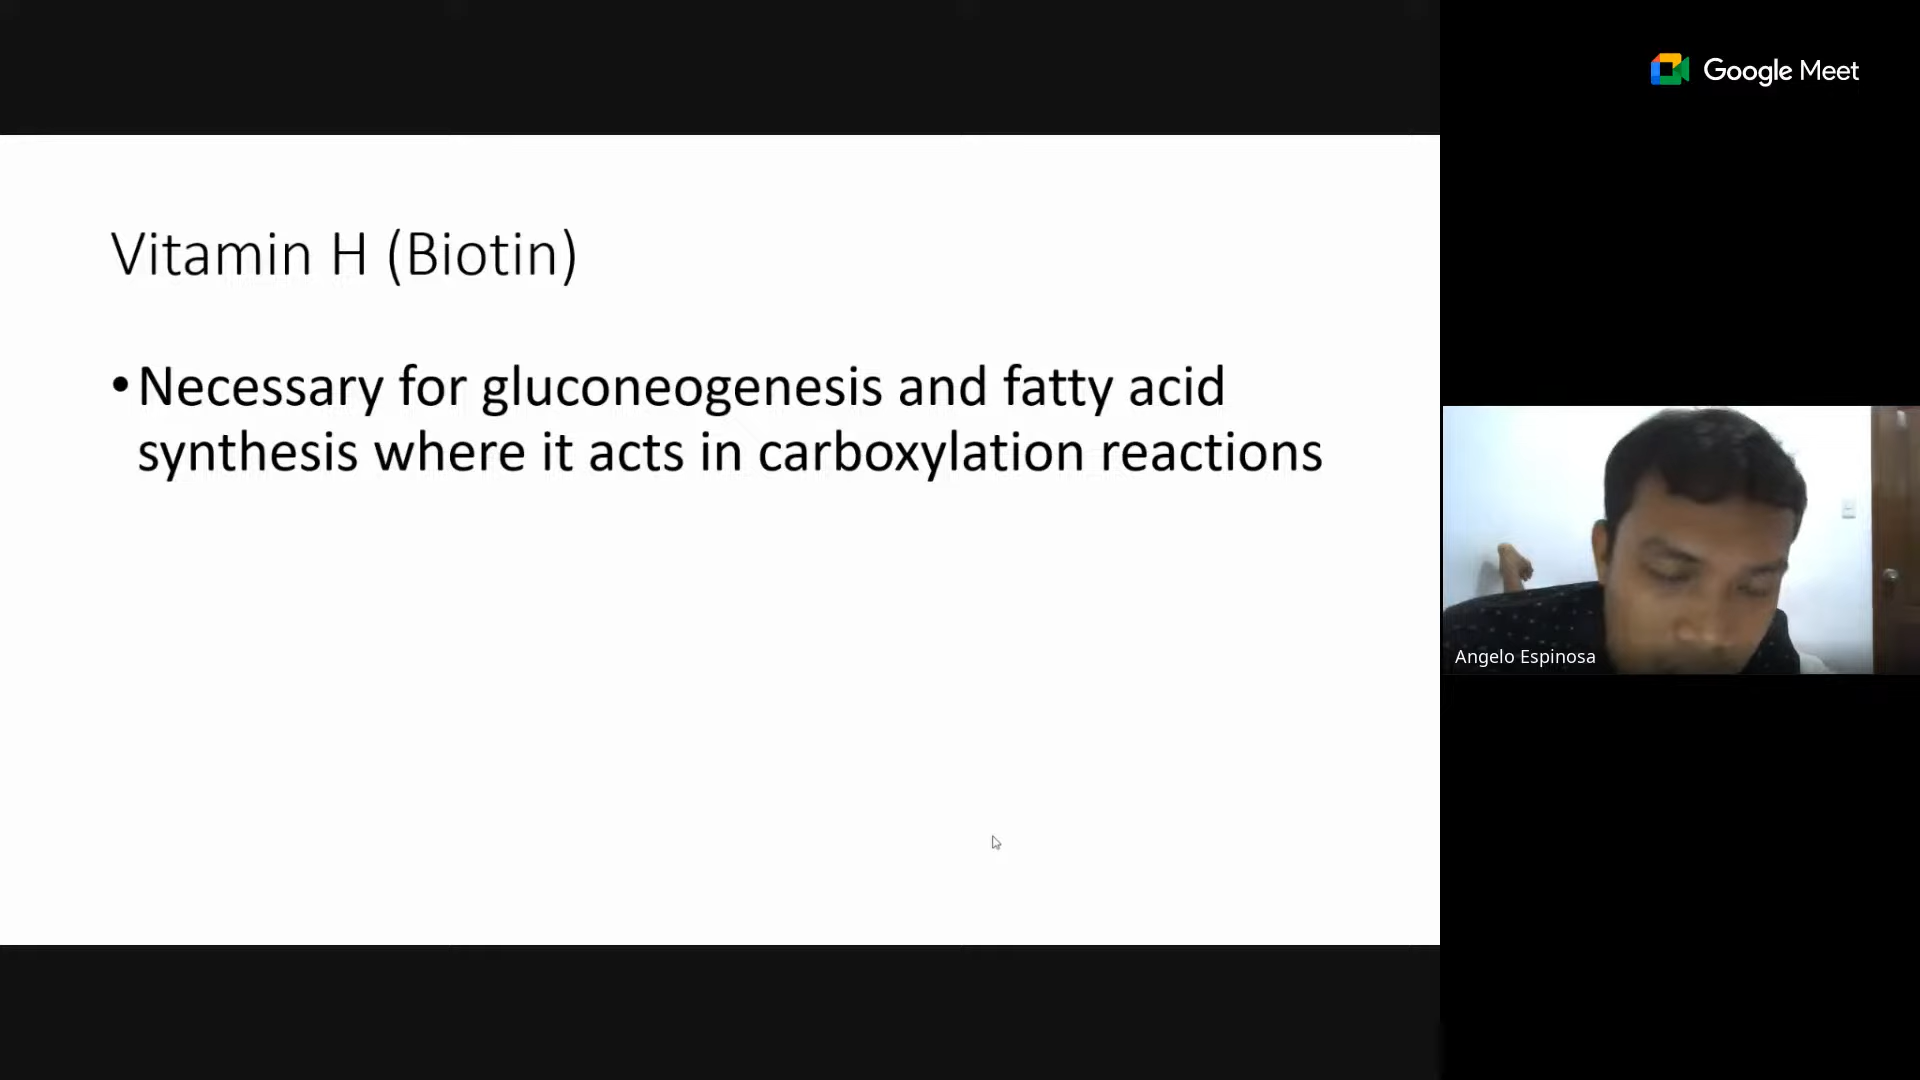 Google Meet
Vitamin H (Biotin)
•Necessary for gluconeogenesis and fatty acid
synthesis where it acts in carboxylation reactions
Angelo Espinosa